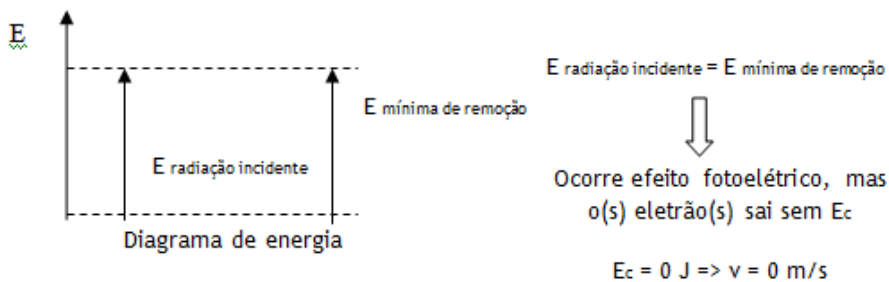 E
E mínima de remoção
E radiação incidente
Diagrama de energia
E radiação incidente = E mínima de remoção
Ocorre efeito fotoelétrico, mas
o(s) eletrão(s) sai sem Ec
Ec = 0 J => v = 0 m/s